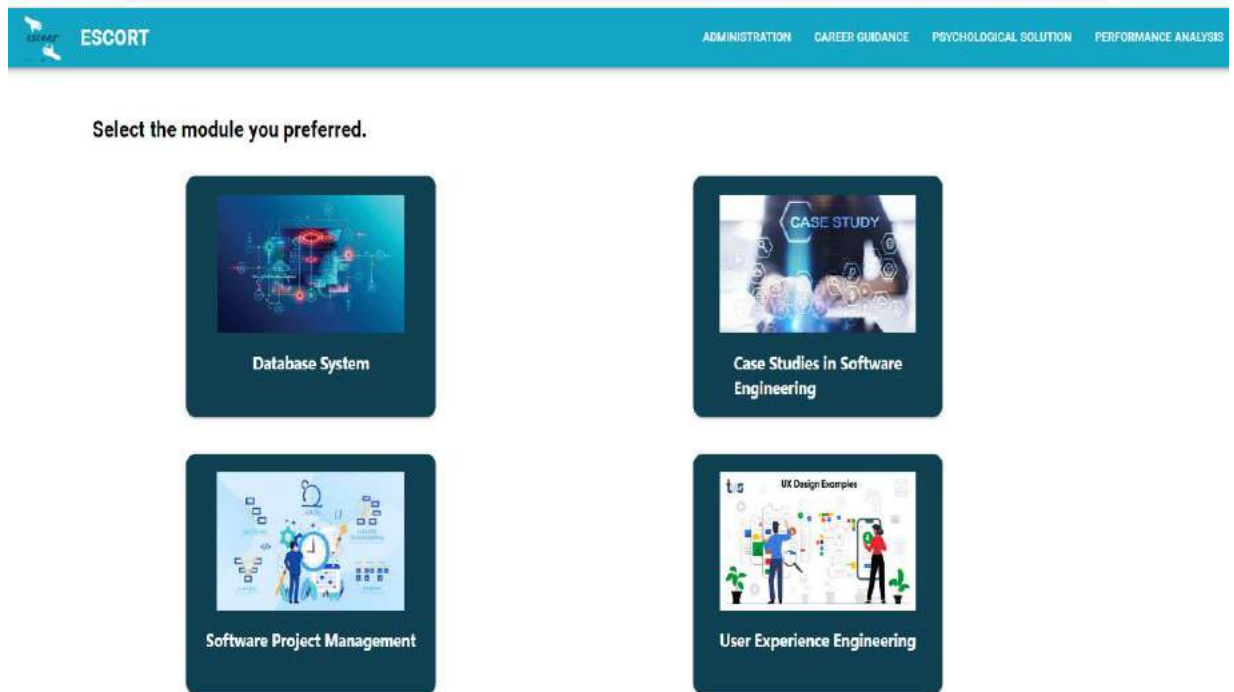 ESCORT
ADMINISTRATION CAREER GUIDANCE PSYCHOLOGICAL SOLUTION PERFORMANCE ANALYSIS
Select the module you preferred.
CASE STUDY
Database System
Case Studies in Software
Engineering
UX Design Examples
Software Project Management
User Experience Engineering